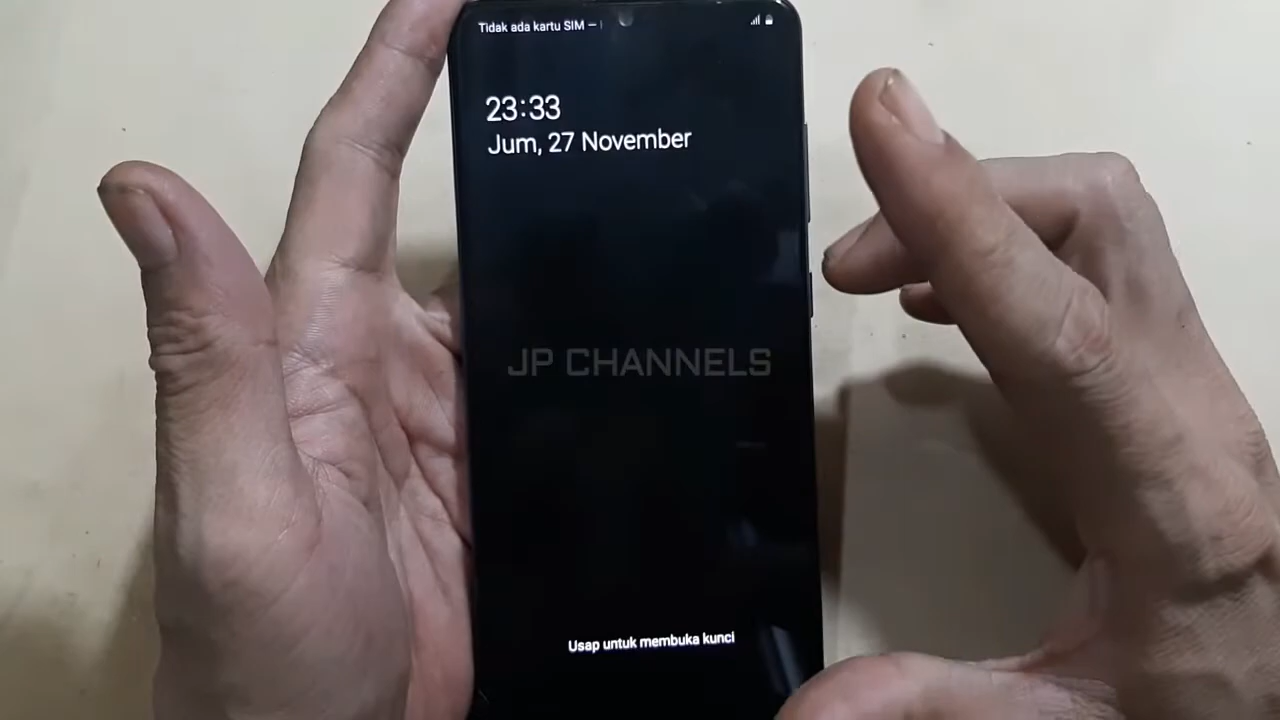 Tidak ada kartu SIM —
23:33
Jum, 27 November
JP CHANNELS
Usap untuk membuka kunci